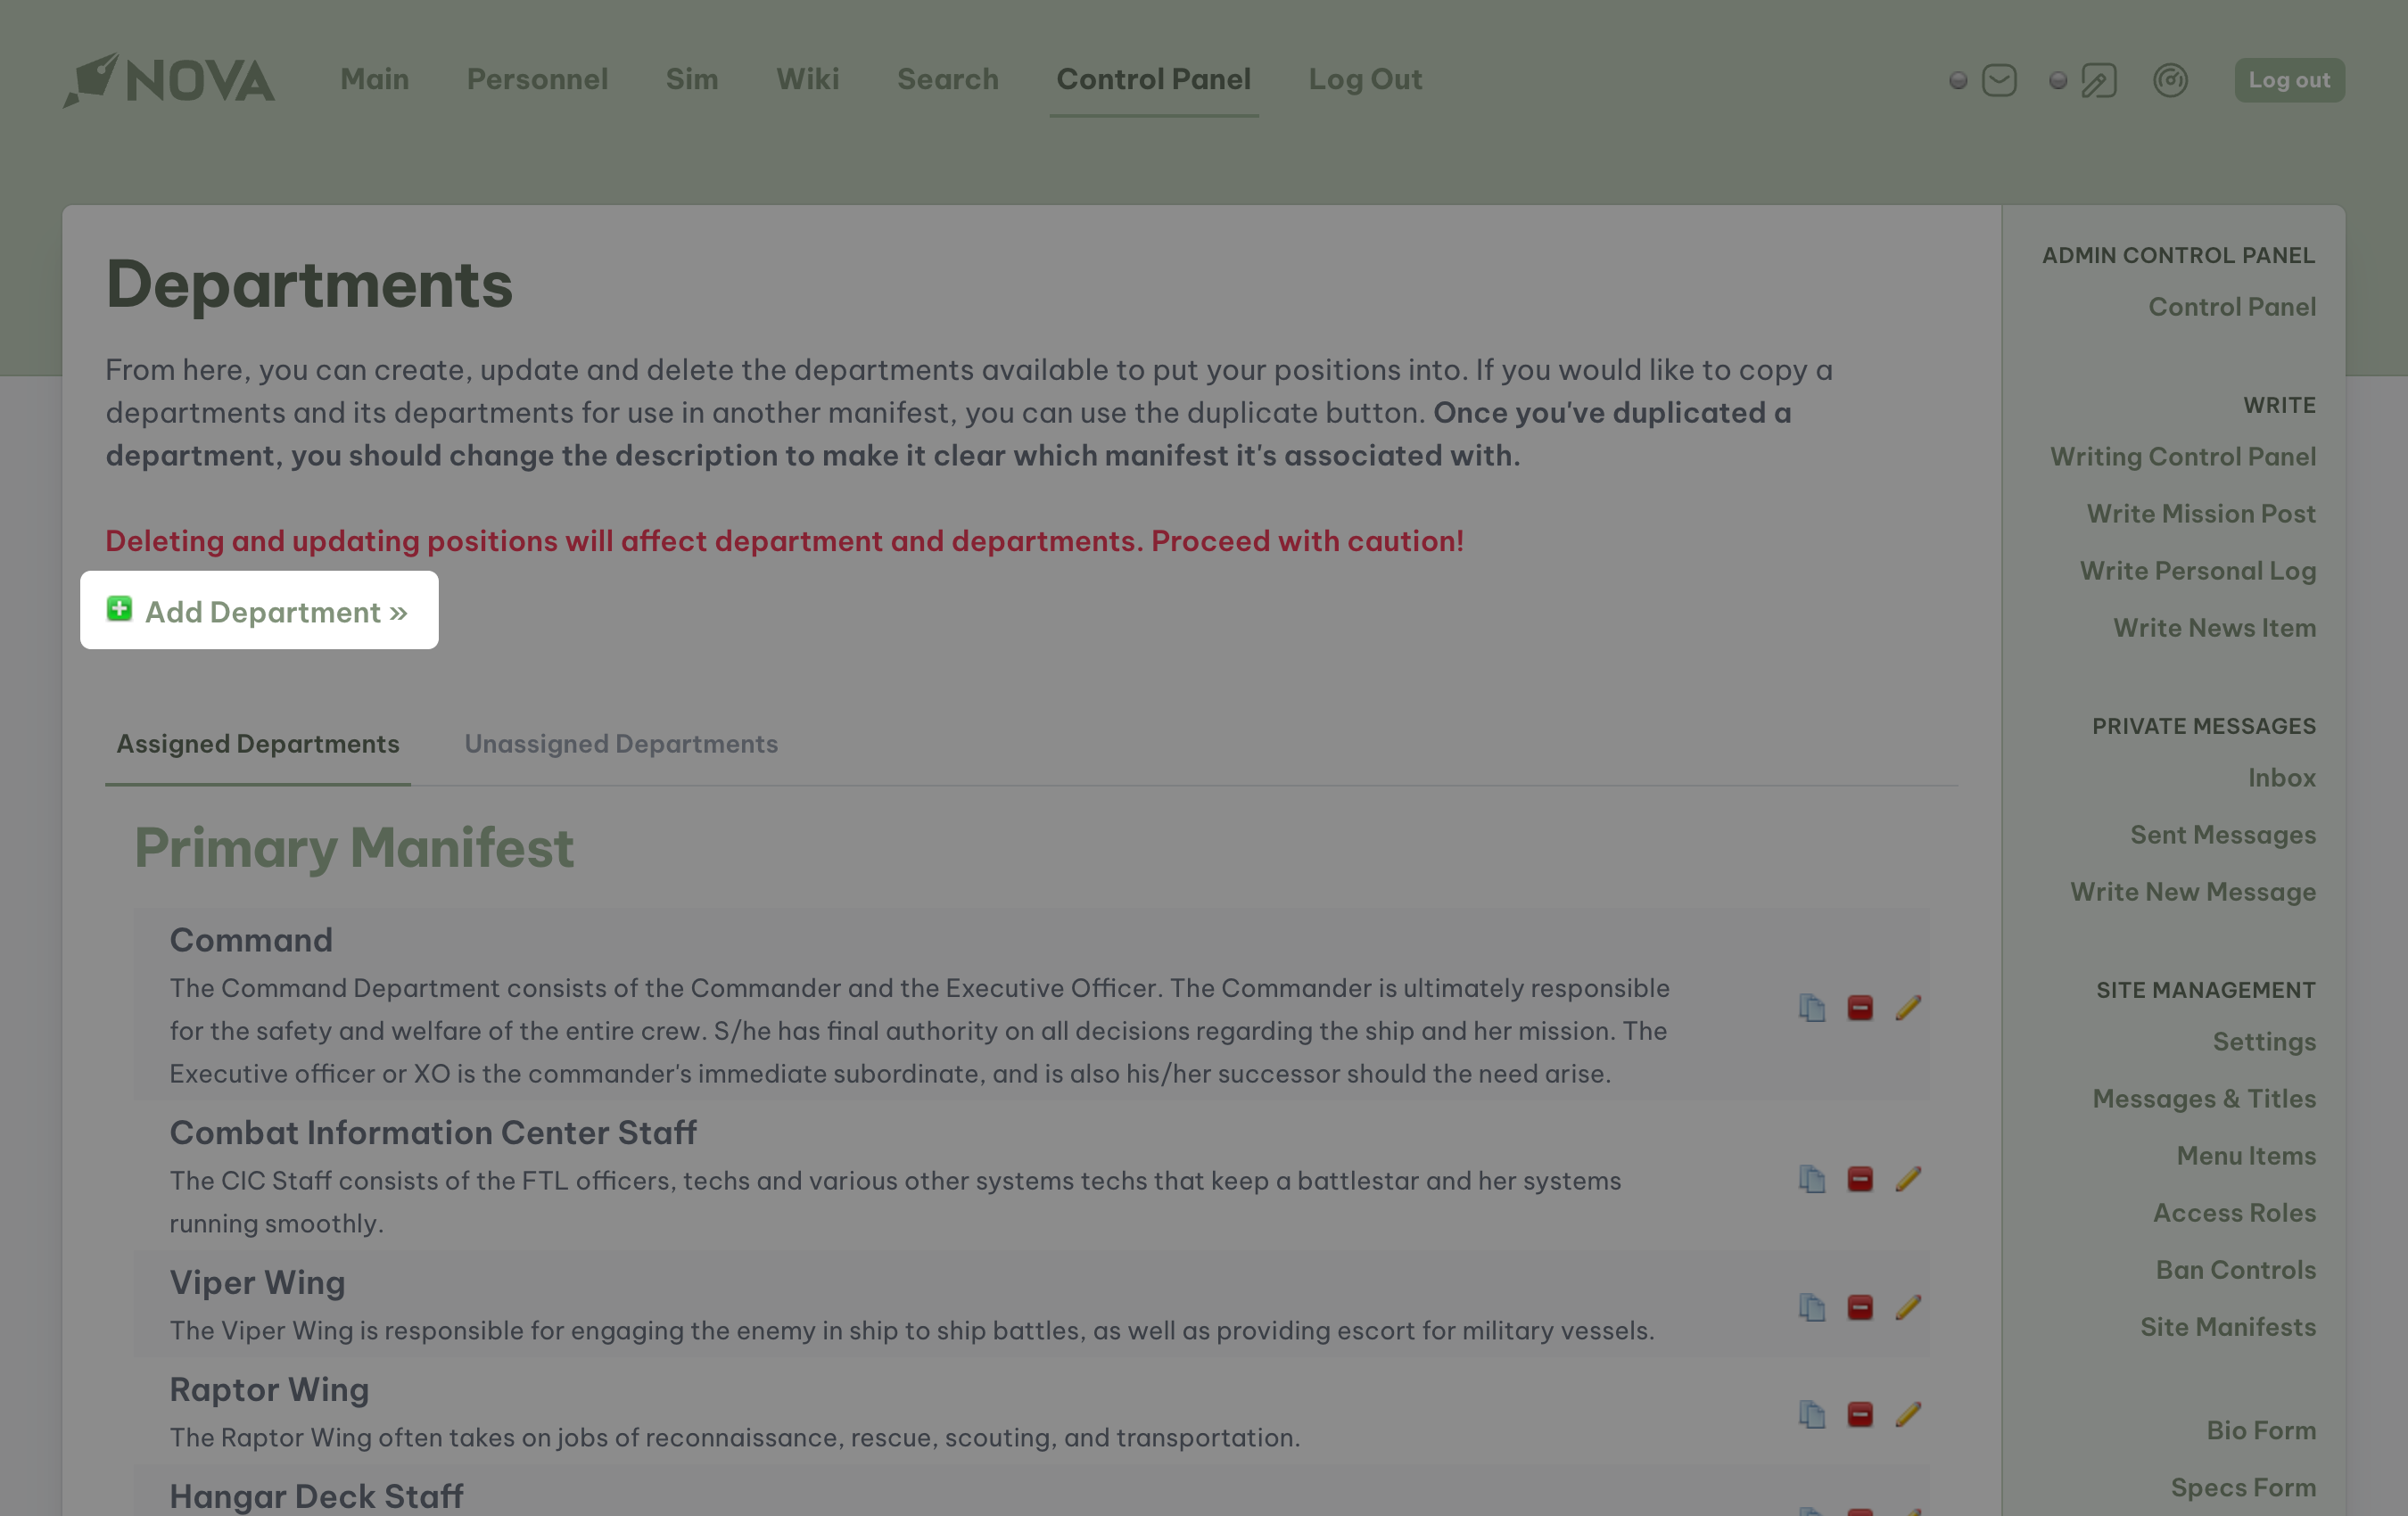 NOVA
Main Personnel Sim Wiki Search Control Panel Log Out
Log out
Departments
From here, you can create, update and delete the departments available to put your positions into. If you would like to copy a
departments and its departments for use in another manifest, you can use the duplicate button. Once you've duplicated a
department, you should change the description to make it clear which manifest it's associated with.
Deleting and updating positions will affect department and departments. Proceed with caution!
Add Department »
Assigned Departments Unassigned Departments
Primary Manifest
Command
The Command Department consists of the Commander and the Executive Officer. The Commander is ultimately responsible
for the safety and welfare of the entire crew. S/he has final authority on all decisions regarding the ship and her mission. The
Executive officer or XO is the commander's immediate subordinate, and is also his/her successor should the need arise.
Combat Information Center Staff
The CIC Staff consists of the FTL officers, techs and various other systems techs that keep a battlestar and her systems
running smoothly.
Viper Wing
The Viper Wing is responsible for engaging the enemy in ship to ship battles, as well as providing escort for military vessels.
Raptor Wing
The Raptor Wing often takes on jobs of reconnaissance, rescue, scouting, and transportation.
Hangar Deck Staff
ADMIN CONTROL PANEL
Control Panel
WRITE
Writing Control Panel
Write Mission Post
Write Personal Log
Write News Item
PRIVATE MESSAGES
Inbox
Sent Messages
Write New Message
SITE MANAGEMENT
Settings
Messages & Titles
Menu Items
Access Roles
Ban Controls
Site Manifests
Bio Form
Specs Form